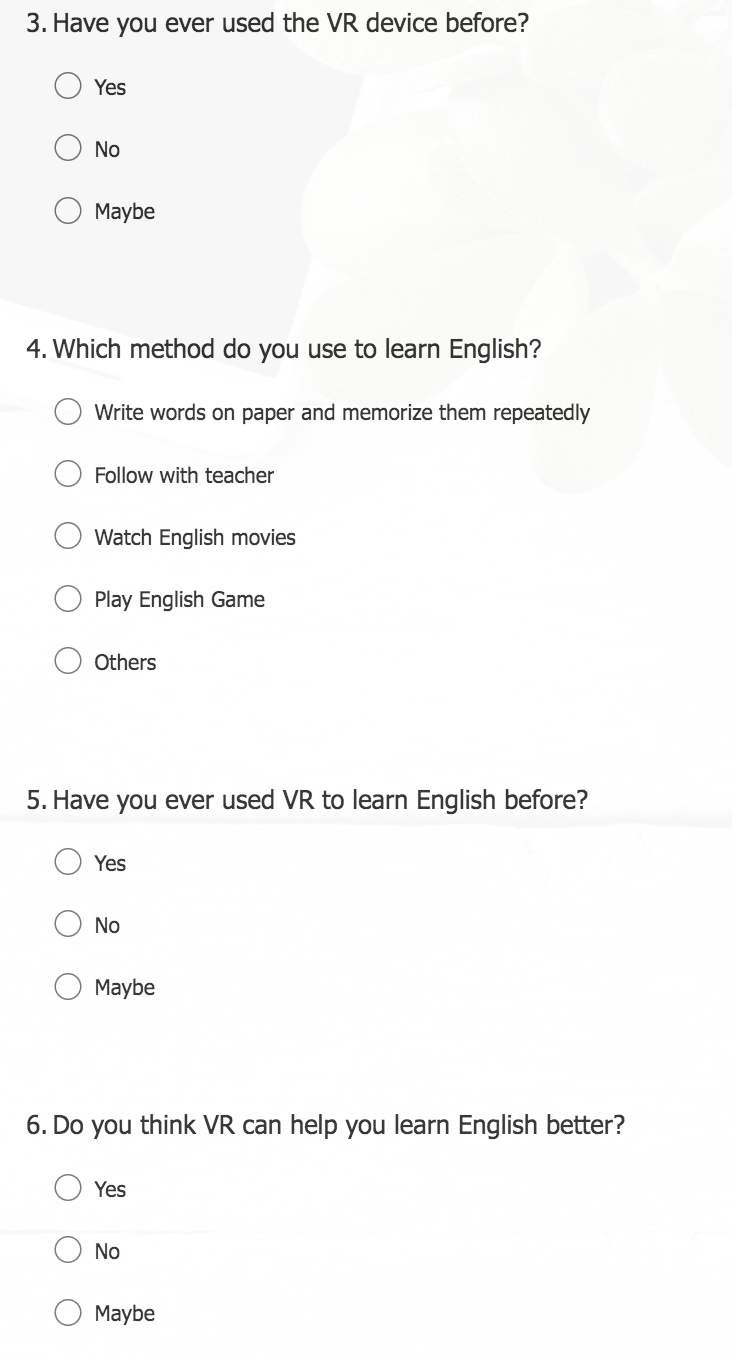 3. Have you ever used the VR device before?
Yes
No
Maybe
4. Which method do you use to learn English?
Write words on paper and memorize them repeatedly
Follow with teacher
Watch English movies
Play English Game
Others
5. Have you ever used VR to learn English before?
Yes
No
Maybe
6. Do you think VR can help you learn English better?
Yes
No
Maybe